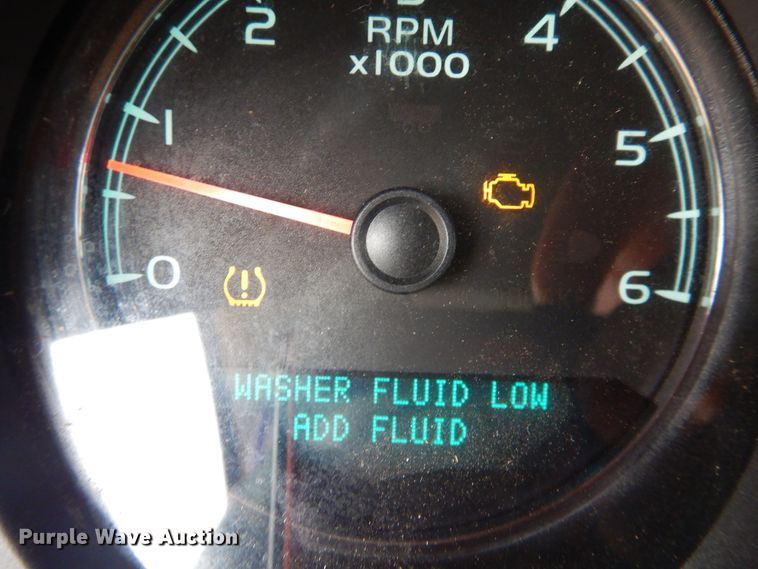 2
4
RPM
x1000
1
5
0
6
!
WASHER FLUID LOW
ADD FLUID
Purple Wave Auction